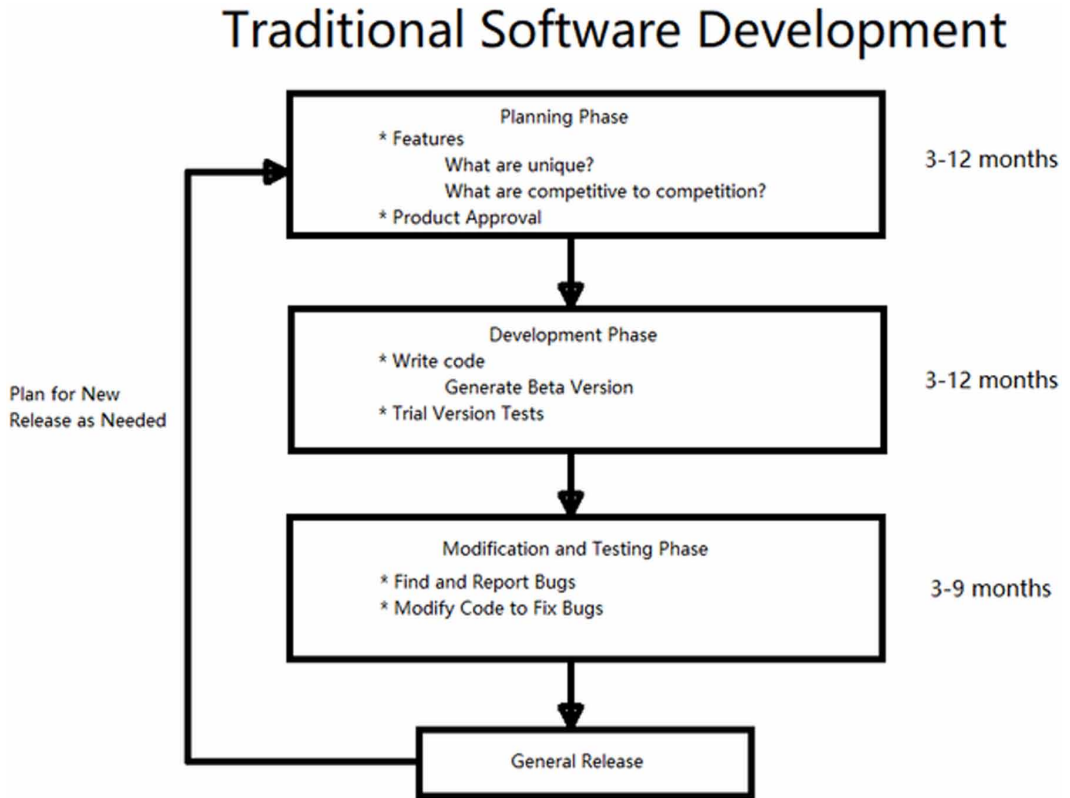 Traditional Software Development
Planning Phase
* Features
What are unique?
What are competitive to competition?
* Product Approval
3-12 months
Development Phase
* Write code
Generate Beta Version
* Trial Version Tests
3-12 months
Plan for New
Release as Needed
Modification and Testing Phase
* Find and Report Bugs
* Modify Code to Fix Bugs
3-9 months
General Release